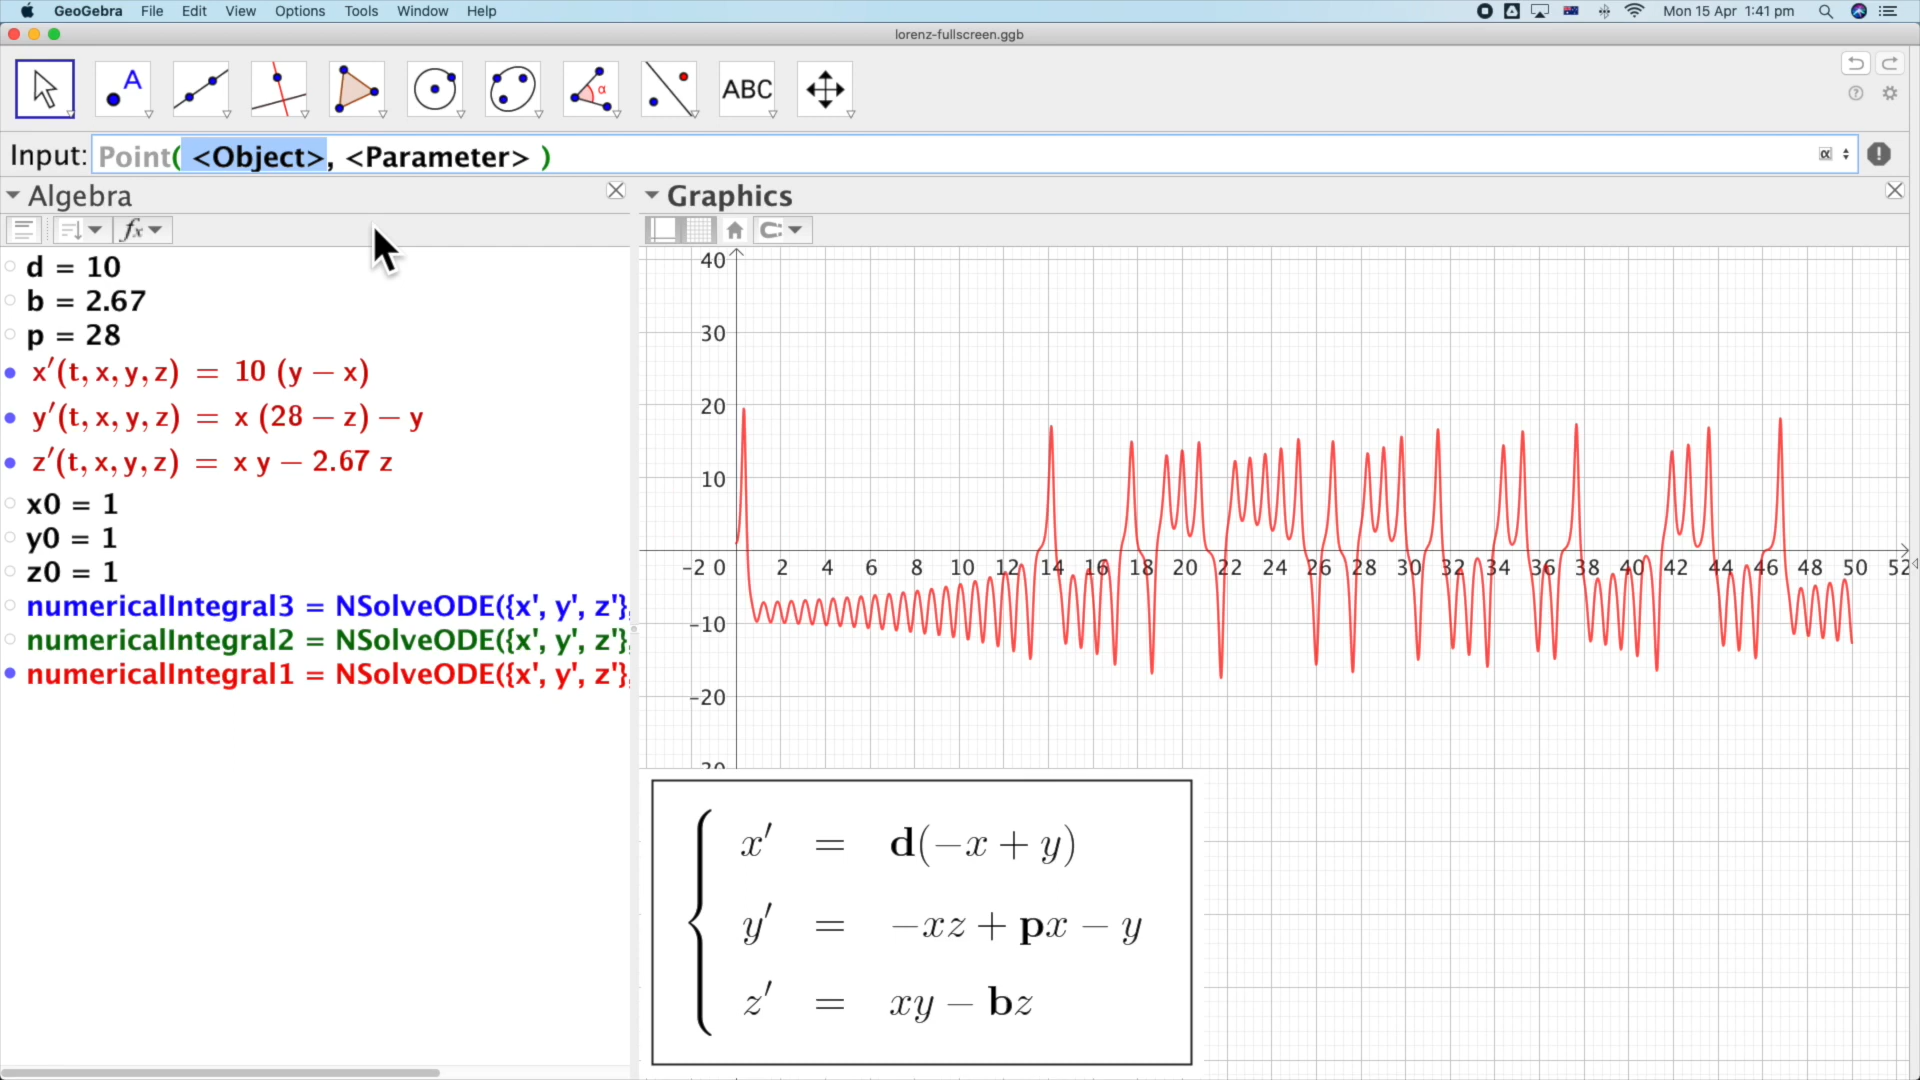 GeoGebra File Edit View Options Tools Window Help Mon 15 Apr 1:41 pm
lorenz-fullscreen.ggb
A α ABC
Input: Point( <Object>, <Parameter> ) α
Algebra
fx
d = 10
b = 2.67
p = 28
x′(t, x, y, z) = 10 (y − x)
y′(t, x, y, z) = x (28 − z) − y
z′(t, x, y, z) = x y − 2.67 z
x0 = 1
y0 = 1
z0 = 1
numericalIntegral3 = NSolveODE({x', y', z'},
numericalIntegral2 = NSolveODE({x', y', z'}
numericalIntegral1 = NSolveODE({x', y', z'},
Graphics
40
30
20
10
−2 0 2 4 6 8 10 12 14 16 18 20 22 24 26 28 30 32 34 36 38 40 42 44 46 48 50 52
−10
−20
x′ = d(−x + y)
y′ = −xz + px − y
z′ = xy − bz